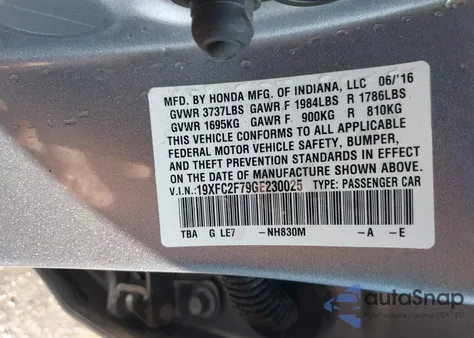 MFD. BY HONDA MFG. OF INDIANA, LLC 06/'16
GVWR 3737LBS GAWR F 1984LBS R 1786LBS
GVWR 1695KG GAWR F 900KG R 810KG
THIS VEHICLE CONFORMS TO ALL APPLICABLE
FEDERAL MOTOR VEHICLE SAFETY, BUMPER,
AND THEFT PREVENTION STANDARDS IN EFFECT
ON THE DATE OF MANUFACTURE SHOWN ABOVE.
V.I.N.:19XFC2F79GE230025 TYPE: PASSENGER CAR
TBA G LE7 -NH830M -A -E
autoSnap